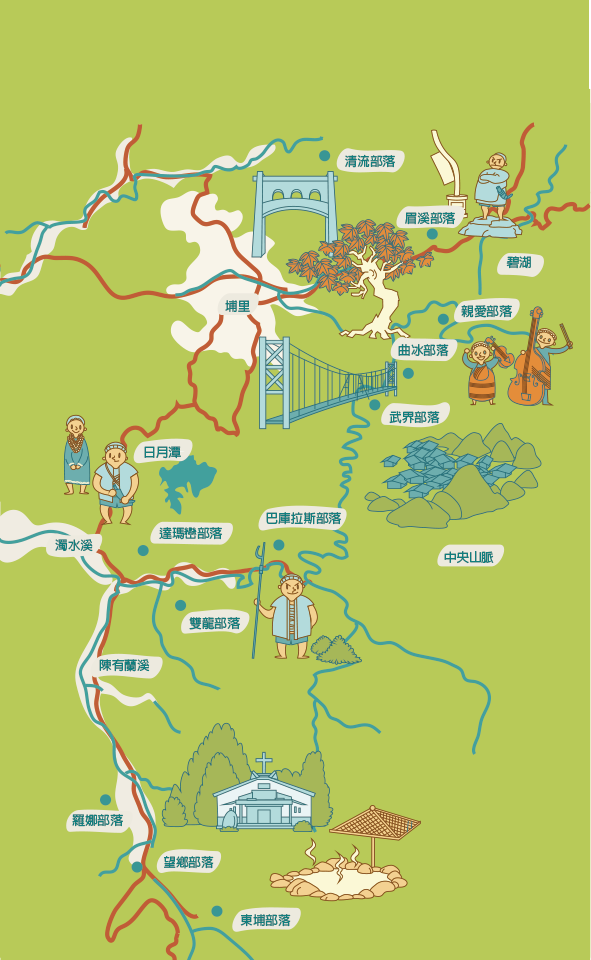 清流部落
眉溪部落
碧湖
埔里
親愛部落
曲冰部落
武界部落
日月潭
巴庫拉斯部落
達瑪巒部落
濁水溪
中央山脈
雙龍部落
陳有蘭溪
羅娜部落
望鄉部落
東埔部落